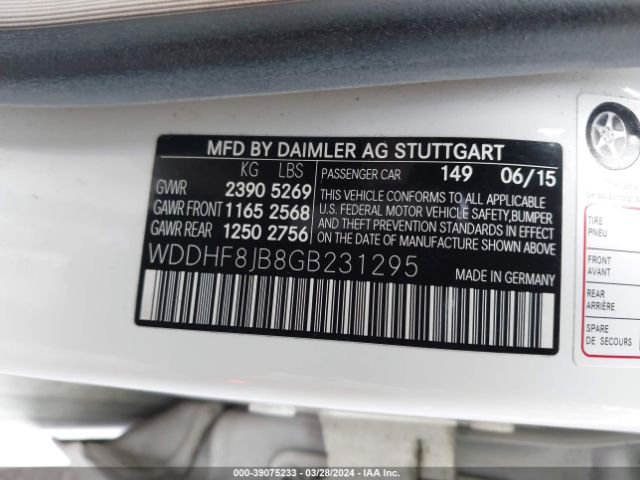 MFD BY DAIMLER AG STUTTGART
KG LBS
GVWR 2390 5269
GAWR FRONT 1165 2568
GAWR REAR 1250 2756
PASSENGER CAR 149 06/15
THIS VEHICLE CONFORMS TO ALL APPLICABLE
U.S. FEDERAL MOTOR VEHICLE SAFETY,BUMPER
AND THEFT PREVENTION STANDARDS IN EFFECT
ON THE DATE OF MANUFACTURE SHOWN ABOVE
WDDHF8JB8GB231295
MADE IN GERMANY
TIRE
PNEU
FRONT
AVANT
REAR
ARRIÈRE
SPARE
DE SECOURS
000-39075233 - 03/28/2024 - IAA Inc.